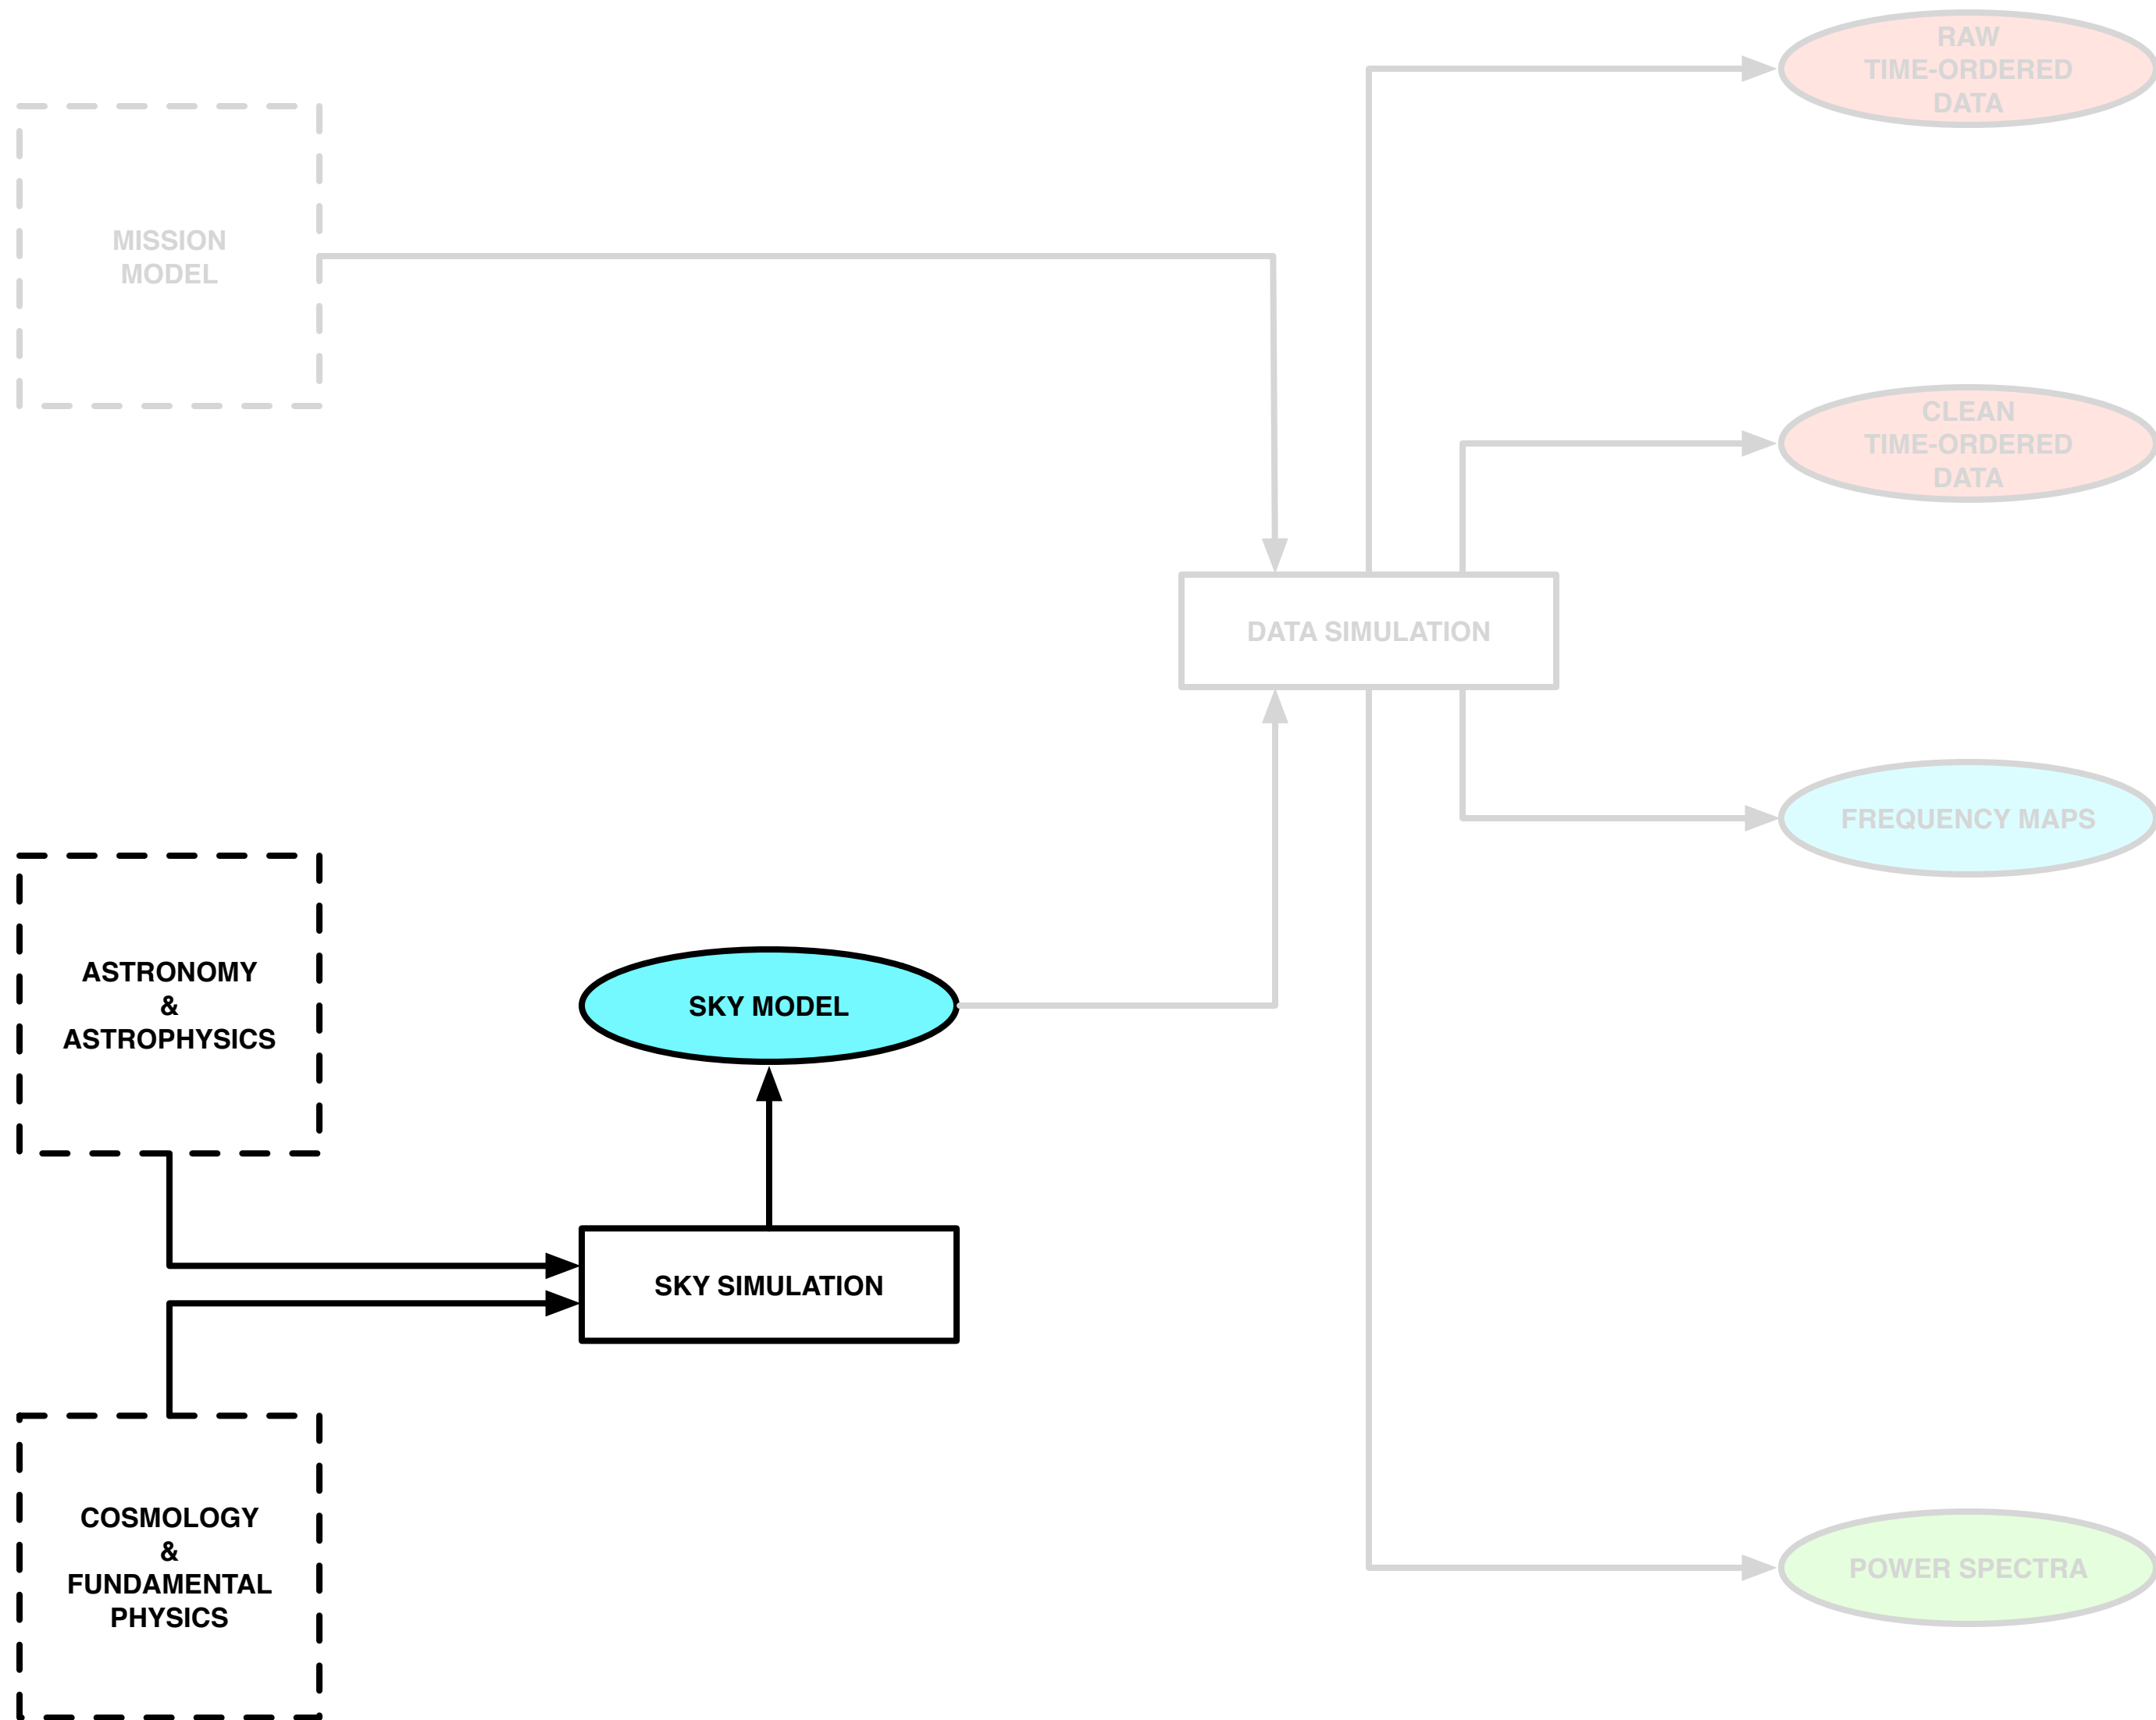 RAW
TIME-ORDERED
DATA
MISSION
MODEL
CLEAN
TIME-ORDERED
DATA
DATA SIMULATION
FREQUENCY MAPS
ASTRONOMY
&
ASTROPHYSICS
SKY MODEL
SKY SIMULATION
COSMOLOGY
&
FUNDAMENTAL
PHYSICS
POWER SPECTRA